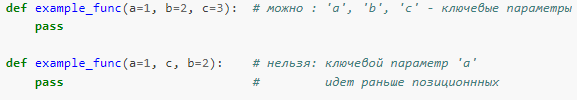 def example_func(a=1, b=2, c=3):  # можно : 'a', 'b', 'c' - ключевые параметры
    pass
def example_func(a=1, c, b=2):    # нельзя: ключевой параметр 'a'
    pass                          #         идет раньше позиционнных